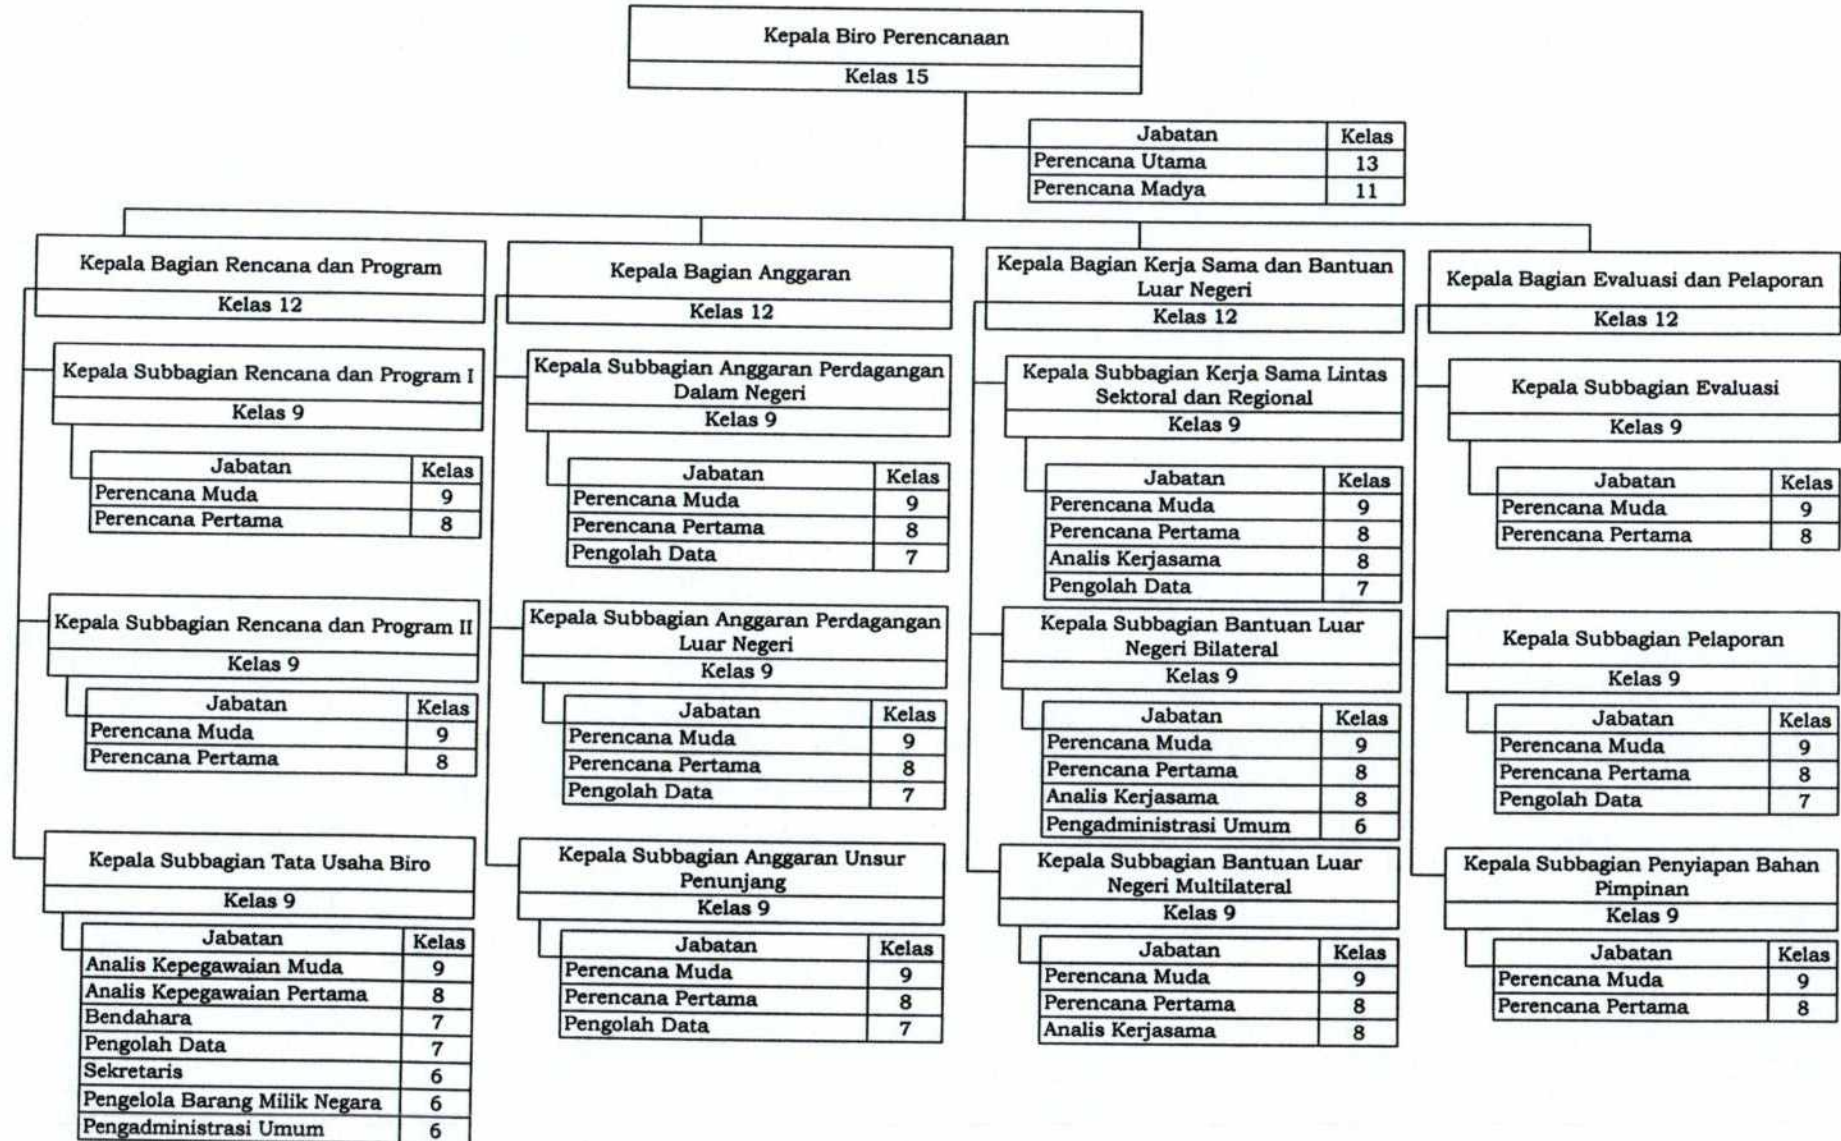 Kepala Biro Perencanaan
Kelas 15
Jabatan Kelas
Perencana Utama 13
Perencana Madya 11
Kepala Bagian Rencana dan Program
Kelas 12
Kepala Subbagian Rencana dan Program I
Kelas 9
Jabatan Kelas
Perencana Muda 9
Perencana Pertama 8
Kepala Subbagian Rencana dan Program II
Kelas 9
Jabatan Kelas
Perencana Muda 9
Perencana Pertama 8
Kepala Subbagian Tata Usaha Biro
Kelas 9
Jabatan Kelas
Analis Kepegawaian Muda 9
Analis Kepegawaian Pertama 8
Bendahara 7
Pengolah Data 7
Sekretaris 6
Pengelola Barang Milik Negara 6
Pengadministrasi Umum 6
Kepala Bagian Anggaran
Kelas 12
Kepala Subbagian Anggaran Perdagangan
Dalam Negeri
Kelas 9
Jabatan Kelas
Perencana Muda 9
Perencana Pertama 8
Pengolah Data 7
Kepala Subbagian Anggaran Perdagangan
Luar Negeri
Kelas 9
Jabatan Kelas
Perencana Muda 9
Perencana Pertama 8
Pengolah Data 7
Kepala Subbagian Anggaran Unsur
Penunjang
Kelas 9
Jabatan Kelas
Perencana Muda 9
Perencana Pertama 8
Pengolah Data 7
Kepala Bagian Kerja Sama dan Bantuan
Luar Negeri
Kelas 12
Kepala Subbagian Kerja Sama Lintas
Sektoral dan Regional
Kelas 9
Jabatan Kelas
Perencana Muda 9
Perencana Pertama 8
Analis Kerjasama 8
Pengolah Data 7
Kepala Subbagian Bantuan Luar
Negeri Bilateral
Kelas 9
Jabatan Kelas
Perencana Muda 9
Perencana Pertama 8
Analis Kerjasama 8
Pengadministrasi Umum 6
Kepala Subbagian Bantuan Luar
Negeri Multilateral
Kelas 9
Jabatan Kelas
Perencana Muda 9
Perencana Pertama 8
Analis Kerjasama 8
Kepala Bagian Evaluasi dan Pelaporan
Kelas 12
Kepala Subbagian Evaluasi
Kelas 9
Jabatan Kelas
Perencana Muda 9
Perencana Pertama 8
Kepala Subbagian Pelaporan
Kelas 9
Jabatan Kelas
Perencana Muda 9
Perencana Pertama 8
Pengolah Data 7
Kepala Subbagian Penyiapan Bahan
Pimpinan
Kelas 9
Jabatan Kelas
Perencana Muda 9
Perencana Pertama 8